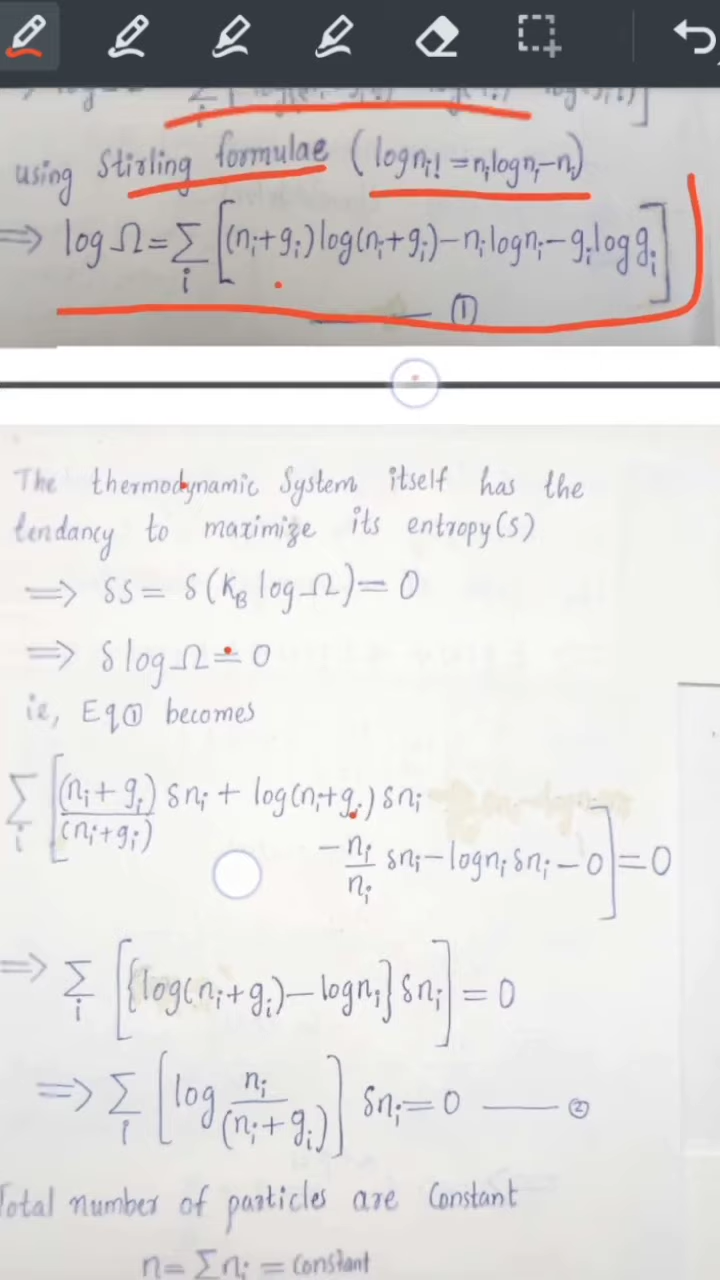 using Stirling formulae (log nᵢ! = nᵢ log nᵢ - nᵢ)
⇒ log Ω = Σᵢ [(nᵢ+gᵢ) log(nᵢ+gᵢ) - nᵢ log nᵢ - gᵢ log gᵢ]
—— ①
The thermodynamic System itself has the
tendancy to maximize its entropy(S)
⇒ δS = δ(K_B log Ω) = 0
⇒ δ log Ω = 0
ie, Eq① becomes
Σᵢ [(nᵢ+gᵢ)/(nᵢ+gᵢ) δnᵢ + log(nᵢ+gᵢ) δnᵢ
- nᵢ/nᵢ δnᵢ - log nᵢ δnᵢ - 0] = 0
⇒ Σᵢ [{log(nᵢ+gᵢ) - log nᵢ} δnᵢ] = 0
⇒ Σᵢ [log nᵢ/(nᵢ+gᵢ)] δnᵢ = 0 —— ②
Total number of particles are Constant
n = Σnᵢ = constant